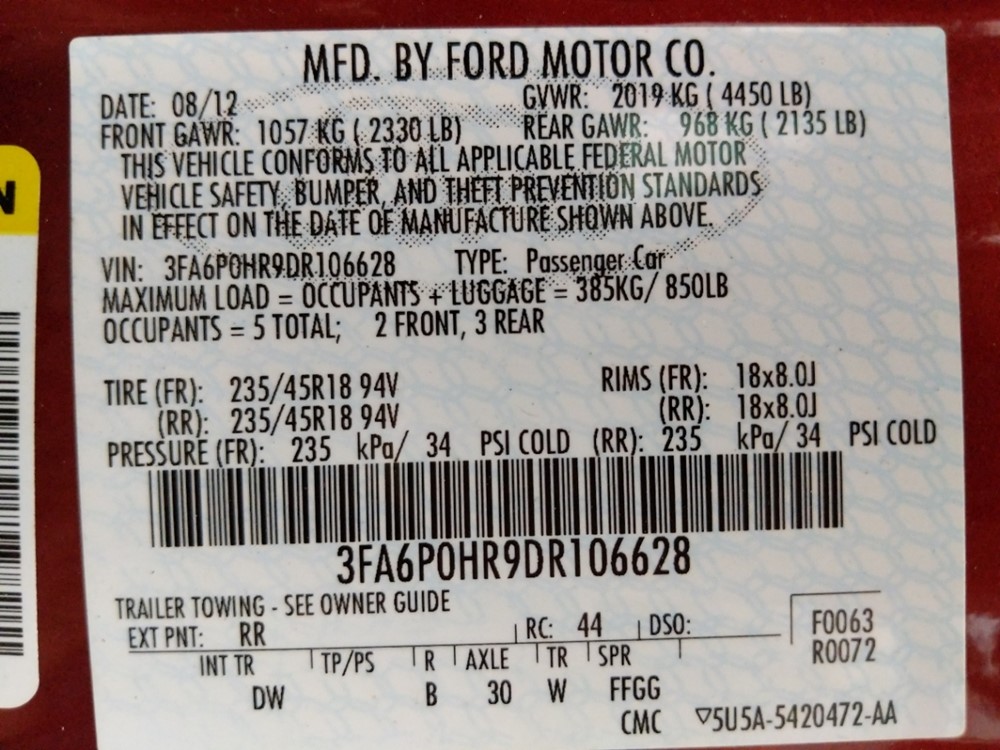 MFD. BY FORD MOTOR CO.
DATE: 08/12 GVWR: 2019 KG ( 4450 LB)
FRONT GAWR: 1057 KG ( 2330 LB) REAR GAWR: 968 KG ( 2135 LB)
THIS VEHICLE CONFORMS TO ALL APPLICABLE FEDERAL MOTOR
VEHICLE SAFETY, BUMPER, AND THEFT PREVENTION STANDARDS
IN EFFECT ON THE DATE OF MANUFACTURE SHOWN ABOVE.
VIN: 3FA6P0HR9DR106628 TYPE: Passenger Car
MAXIMUM LOAD = OCCUPANTS + LUGGAGE = 385KG/ 850LB
OCCUPANTS = 5 TOTAL; 2 FRONT, 3 REAR
TIRE (FR): 235/45R18 94V RIMS (FR): 18x8.0J
(RR): 235/45R18 94V (RR): 18x8.0J
PRESSURE (FR): 235 kPa/ 34 PSI COLD (RR): 235 kPa/ 34 PSI COLD
3FA6P0HR9DR106628
TRAILER TOWING - SEE OWNER GUIDE
EXT PNT: RR RC: 44 DSO: F0063
R0072
INT TR TP/PS R AXLE TR SPR
DW B 30 W FFGG
CMC ▽5U5A-5420472-AA
N